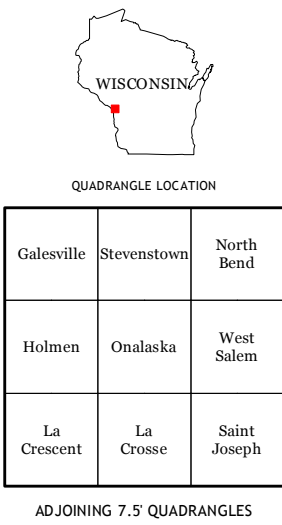 WISCONSIN
QUADRANGLE LOCATION
Galesville
Stevenstown
North
Bend
Holmen
Onalaska
West
Salem
La
Crescent
La
Crosse
Saint
Joseph
ADJOINING 7.5' QUADRANGLES